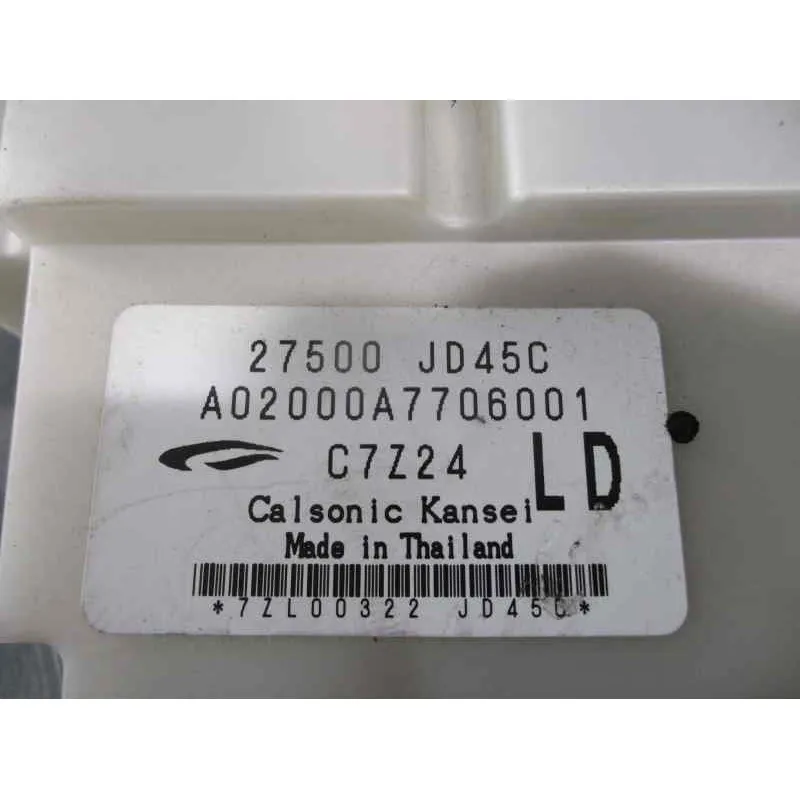 27500 JD45C
A02000A7706001
C7Z24 LD
Calsonic Kansei
Made in Thailand
*7ZL00322 JD45C*